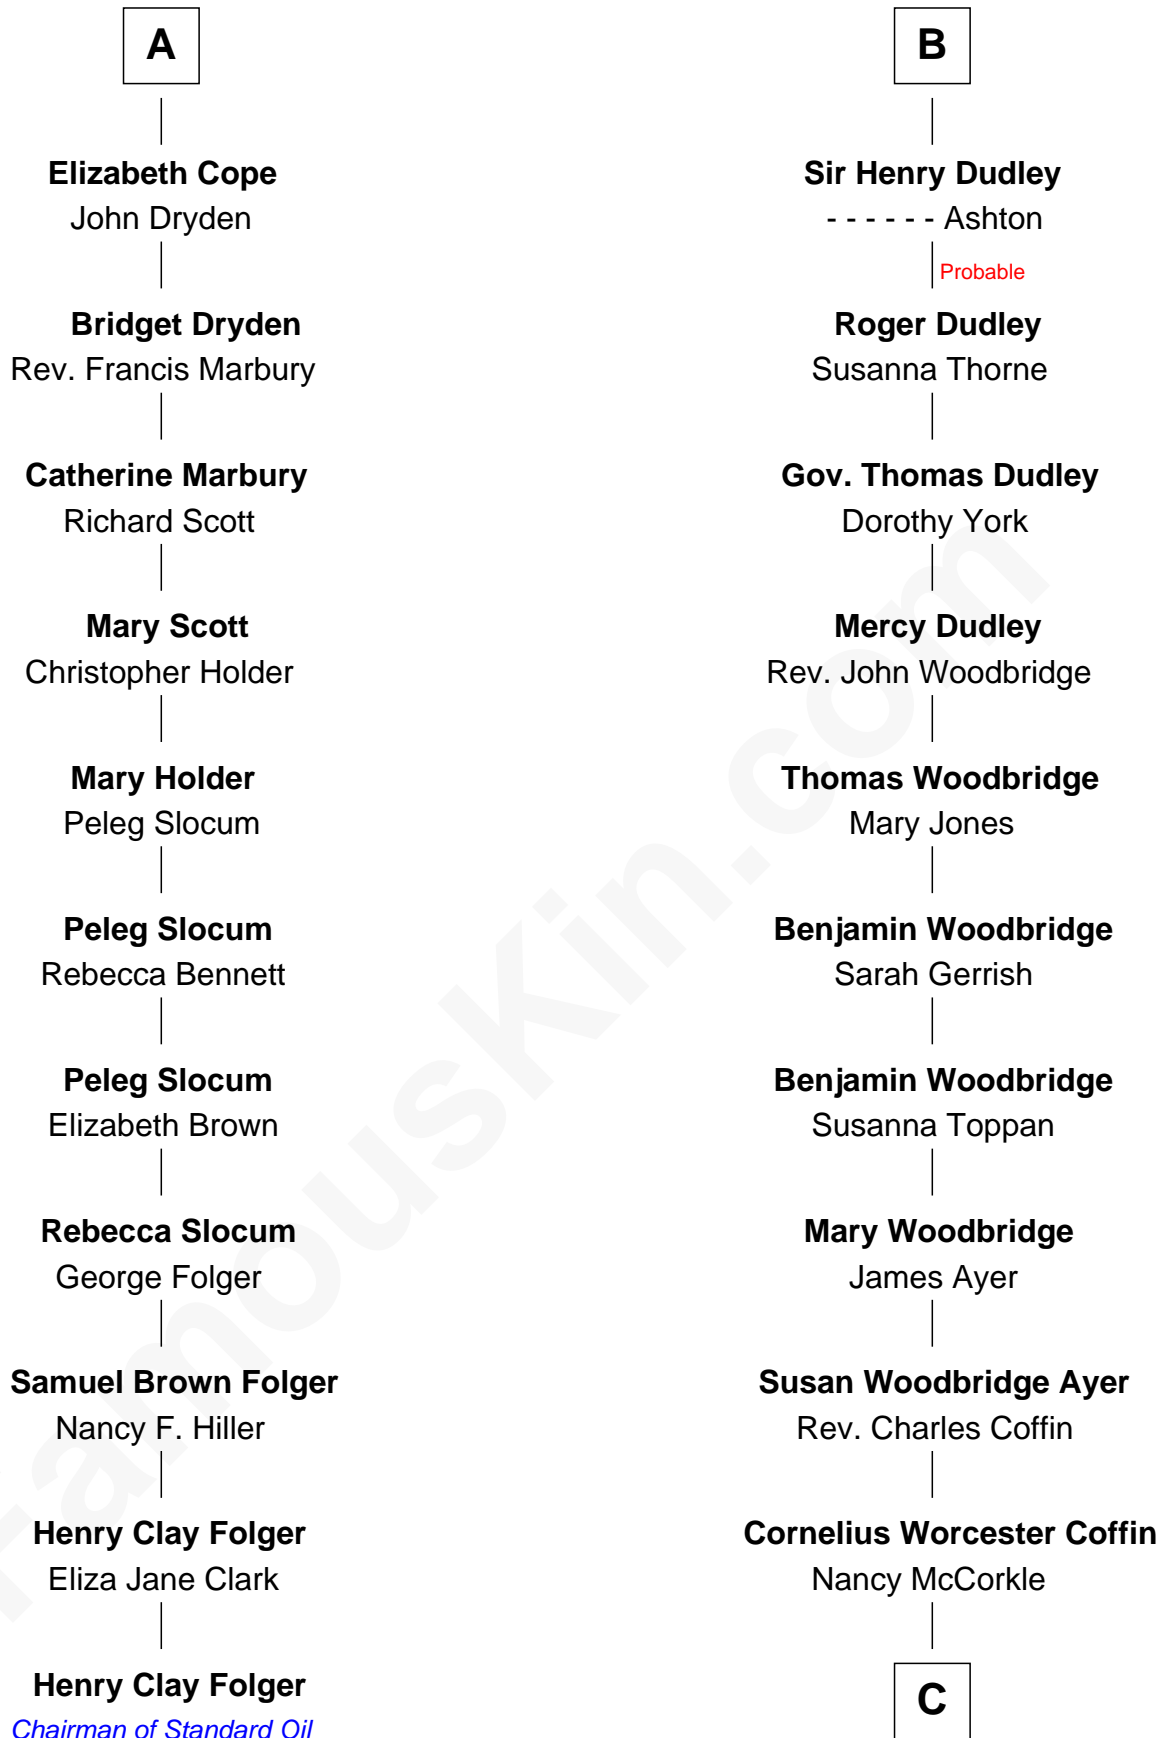 A
Elizabeth Cope
John Dryden
Bridget Dryden
Rev. Francis Marbury
Catherine Marbury
Richard Scott
Mary Scott
Christopher Holder
Mary Holder
Peleg Slocum
Peleg Slocum
Rebecca Bennett
Peleg Slocum
Elizabeth Brown
Rebecca Slocum
George Folger
Samuel Brown Folger
Nancy F. Hiller
Henry Clay Folger
Eliza Jane Clark
Henry Clay Folger
Chairman of Standard Oil
B
Sir Henry Dudley
- - - - - - Ashton
Probable
Roger Dudley
Susanna Thorne
Gov. Thomas Dudley
Dorothy York
Mercy Dudley
Rev. John Woodbridge
Thomas Woodbridge
Mary Jones
Benjamin Woodbridge
Sarah Gerrish
Benjamin Woodbridge
Susanna Toppan
Mary Woodbridge
James Ayer
Susan Woodbridge Ayer
Rev. Charles Coffin
Cornelius Worcester Coffin
Nancy McCorkle
C
FamousKin.com